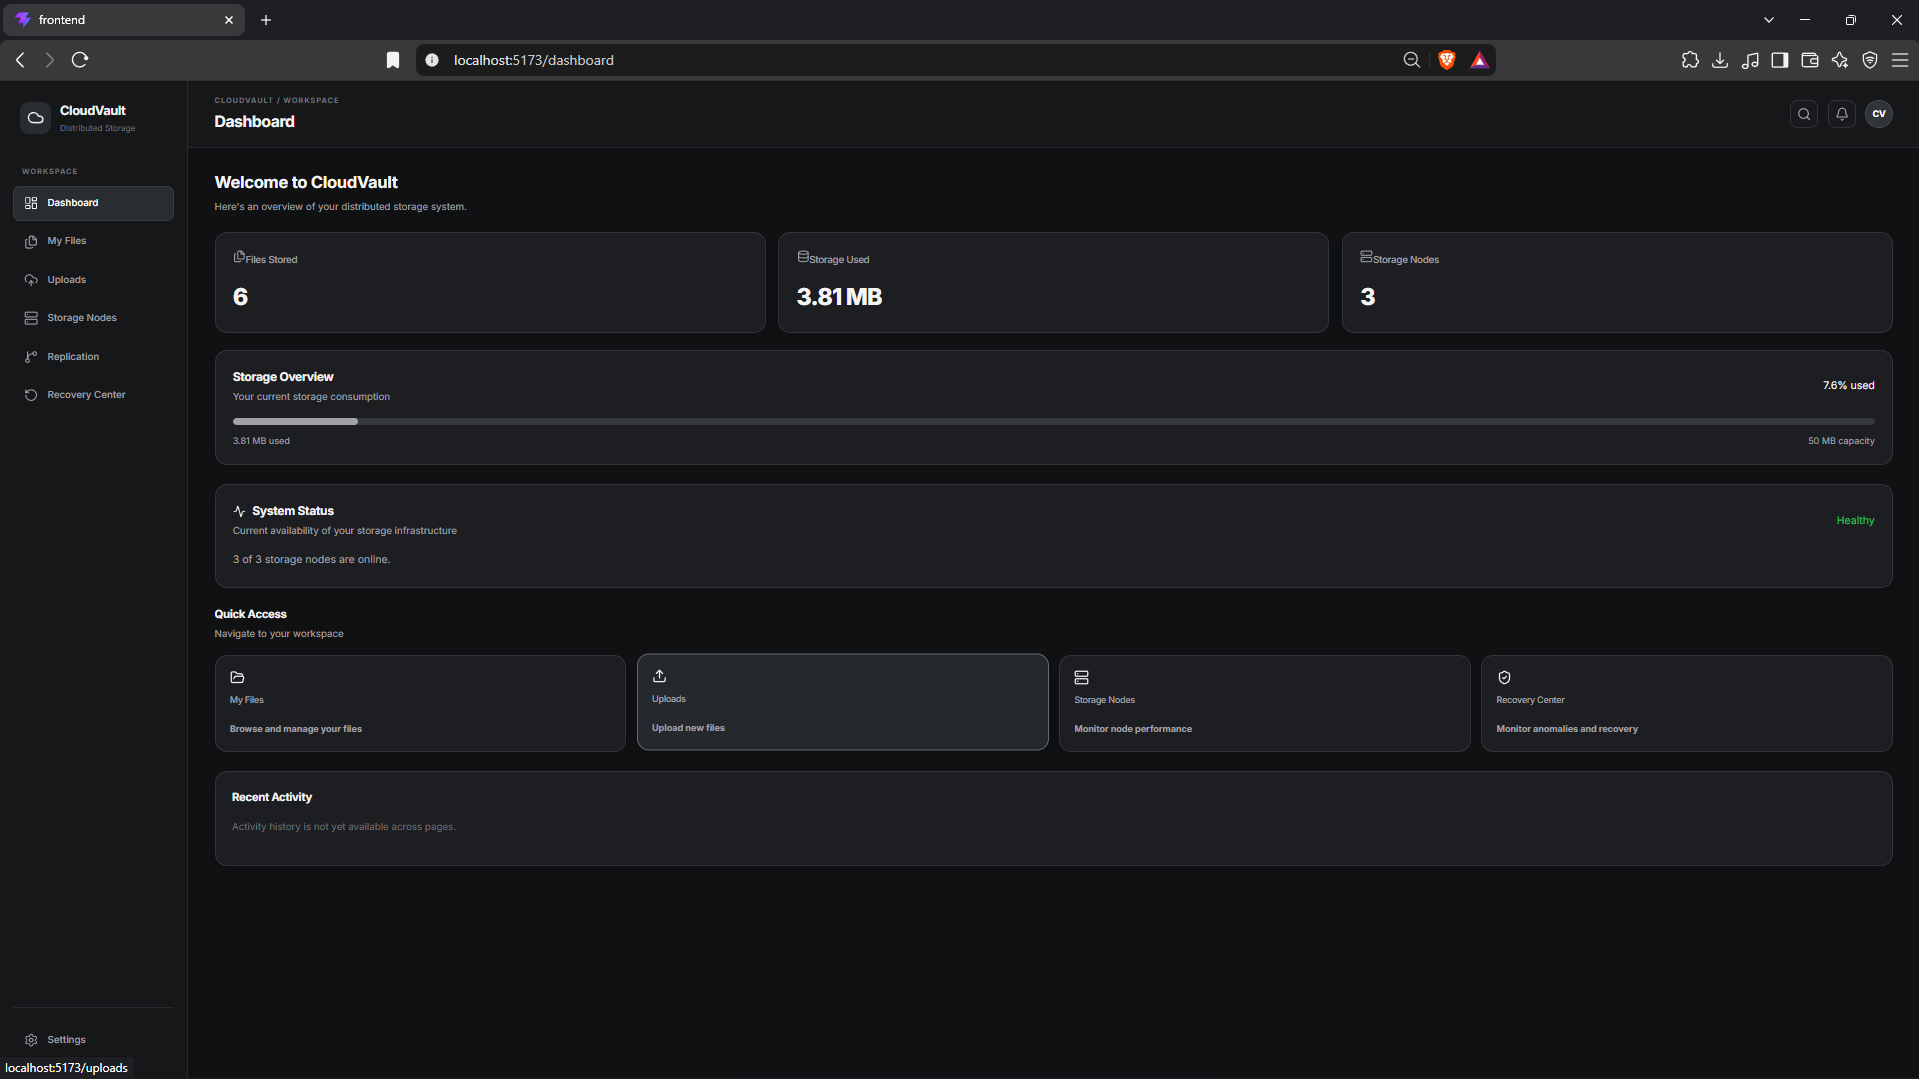 frontend
localhost:5173/dashboard
CloudVault
Distributed Storage
CLOUDVAULT / WORKSPACE
Dashboard
CV
WORKSPACE
Dashboard
My Files
Uploads
Storage Nodes
Replication
Recovery Center
Settings
localhost:5173/uploads
Welcome to CloudVault
Here's an overview of your distributed storage system.
Files Stored
6
Storage Used
3.81 MB
Storage Nodes
3
Storage Overview
Your current storage consumption
7.6% used
3.81 MB used
50 MB capacity
System Status
Current availability of your storage infrastructure
Healthy
3 of 3 storage nodes are online.
Quick Access
Navigate to your workspace
My Files
Browse and manage your files
Uploads
Upload new files
Storage Nodes
Monitor node performance
Recovery Center
Monitor anomalies and recovery
Recent Activity
Activity history is not yet available across pages.